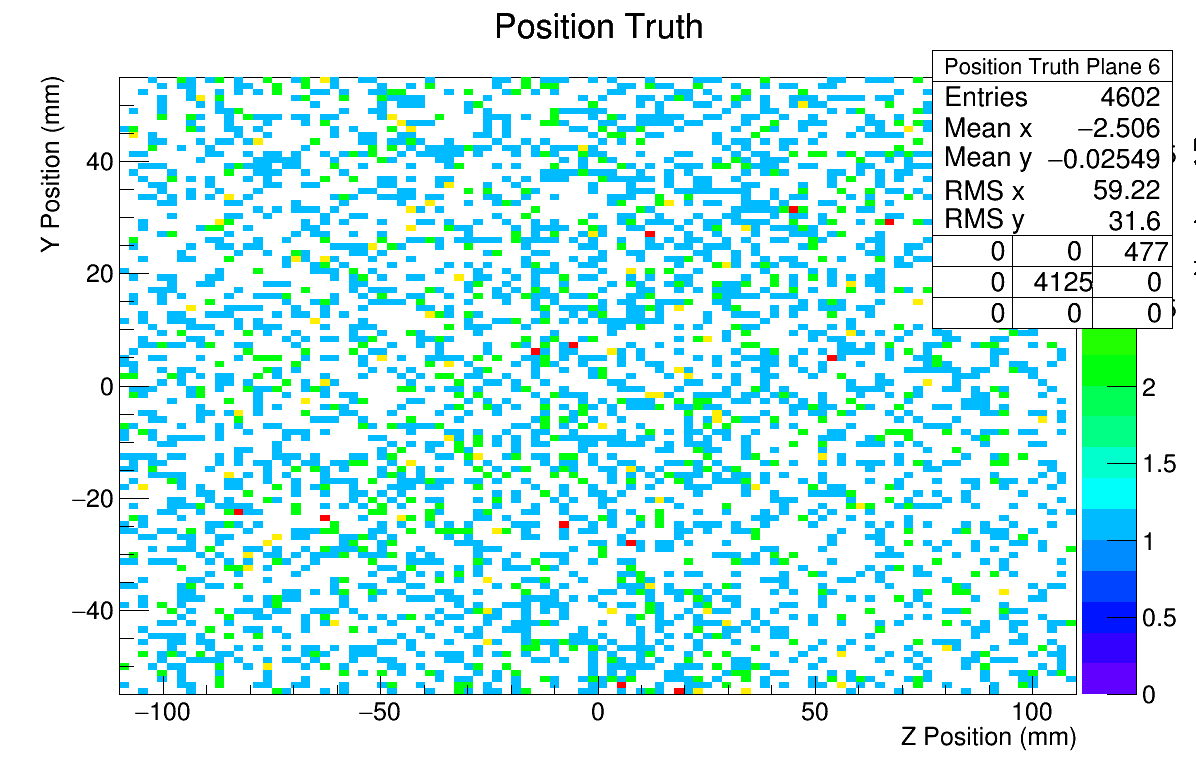 Position Truth
Position Truth Plane 6
Entries 4602
Mean x −2.506
Mean y −0.02549
RMS x 59.22
RMS y 31.6
0 0 477
0 4125 0
0 0 0
Y Position (mm)
40
20
0
−20
−40
−100 −50 0 50 100
Z Position (mm)
2
1.5
1
0.5
0